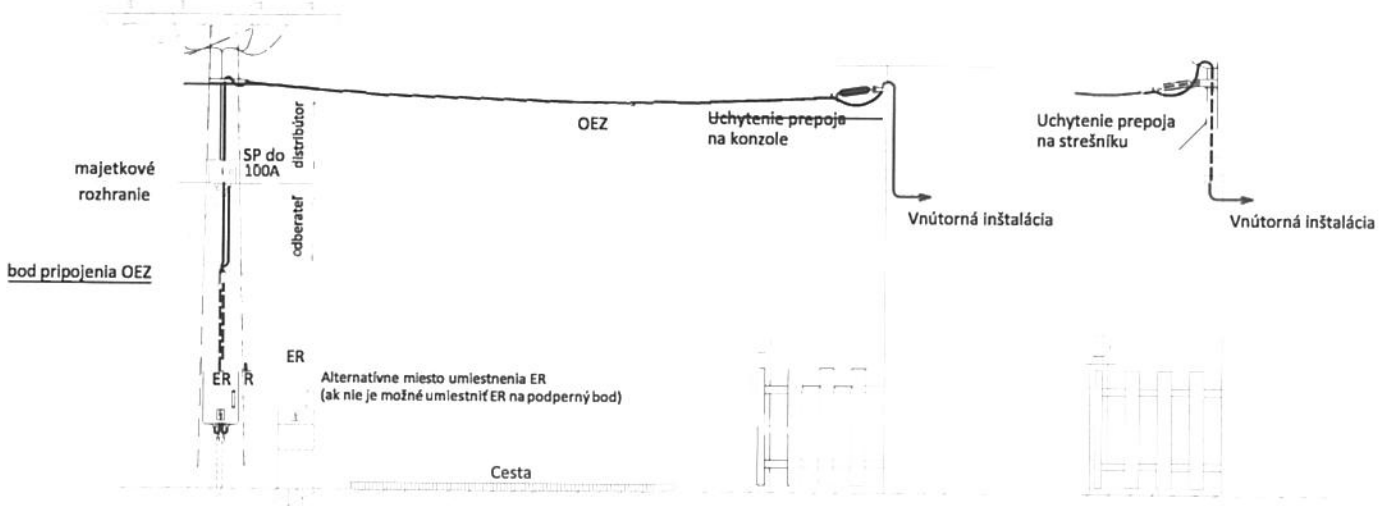 distribútor
OEZ
Uchytenie prepoja
na konzole
Uchytenie prepoja
na strešníku
majetkové
rozhranie
SP do
100A
odberateľ
Vnútorná inštalácia
Vnútorná inštalácia
bod pripojenia OEZ
ER
ER
R
Alternatívne miesto umiestnenia ER
(ak nie je možné umiestniť ER na podperný bod)
Cesta